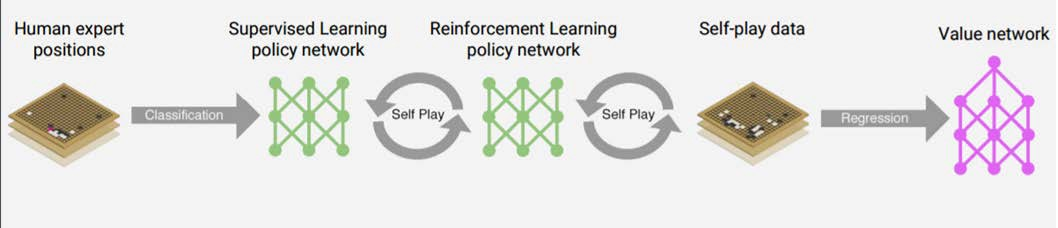 Human expert
positions
Supervised Learning
policy network
Reinforcement Learning
policy network
Self-play data
Value network
Classification
Self Play
Self Play
Regression